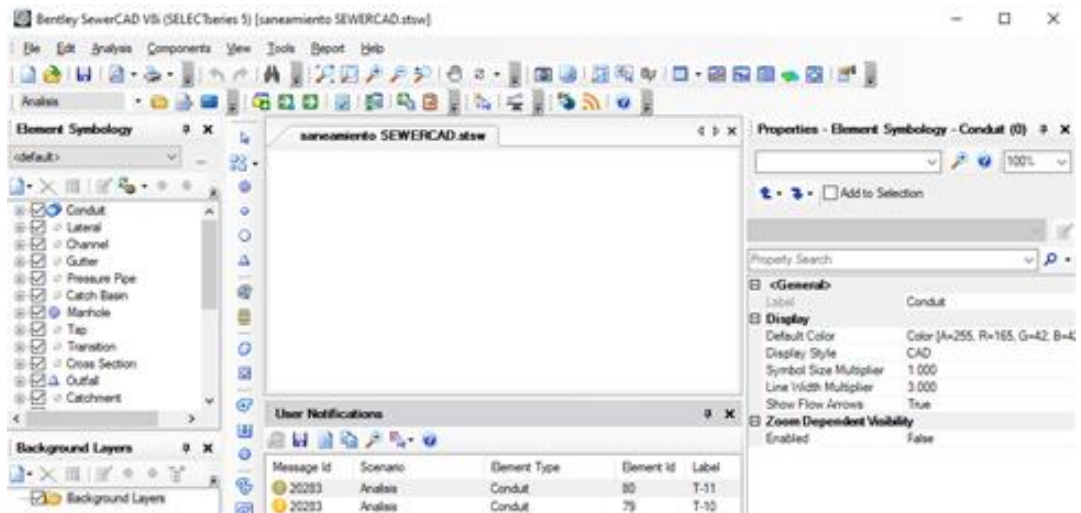 Bentley SewerCAD V8i (SELECTseries 5) [saneamiento SEWERCAD.stsw]
File Edit Analysis Components View Tools Report Help
Analisis
Element Symbology
<default>
Conduit
Lateral
Channel
Gutter
Pressure Pipe
Catch Basin
Manhole
Tap
Transition
Cross Section
Outfall
Catchment
Background Layers
Background Layers
saneamiento SEWERCAD.stsw
User Notifications
Message Id Scenario Element Type Element Id Label
20283 Analisis Conduit 80 T-11
20283 Analisis Conduit 79 T-10
Properties - Element Symbology - Conduit (0)
100%
Add to Selection
Property Search
<General>
Label Conduit
Display
Default Color Color [A=255, R=165, G=42, B=42
Display Style CAD
Symbol Size Multiplier 1.000
Line Width Multiplier 3.000
Show Flow Arrows True
Zoom Dependent Visibility
Enabled False